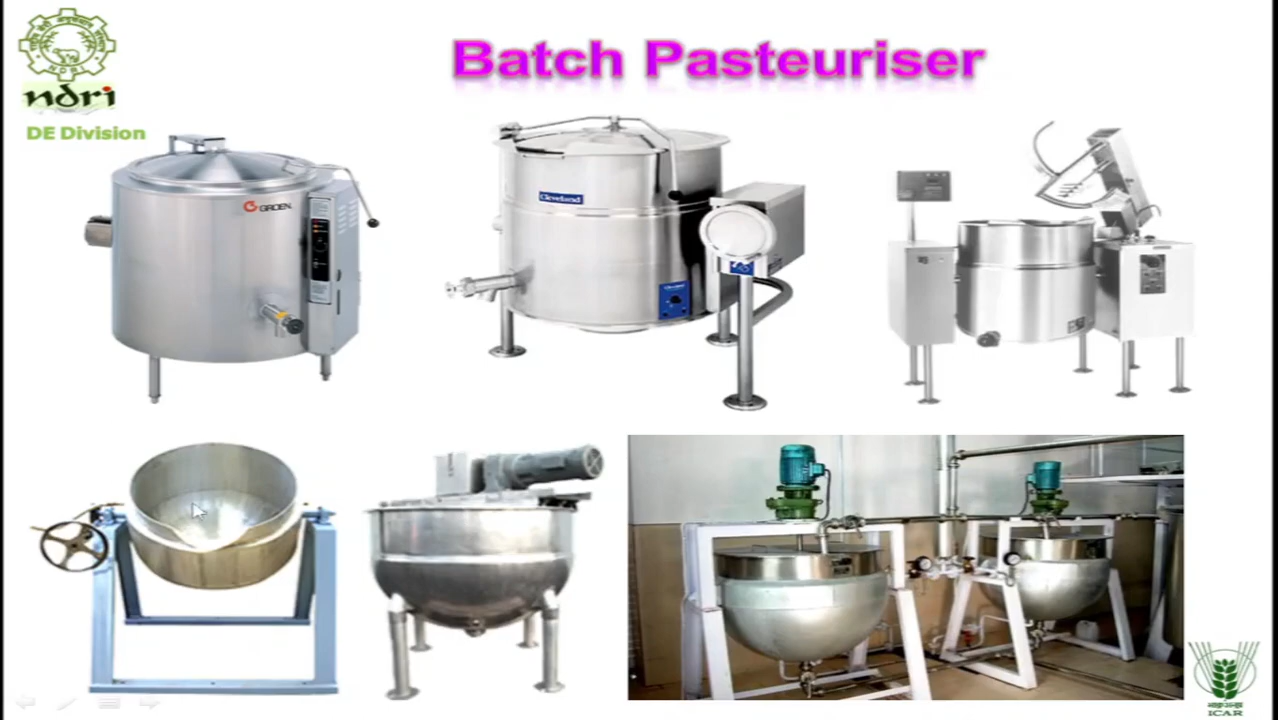 Batch Pasteuriser
ndri
DE Division
GROEN
Cleveland
ICAR